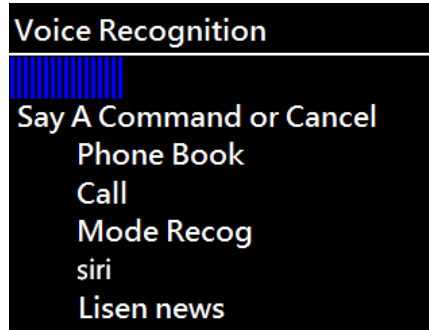 Voice Recognition
Say A Command or Cancel
Phone Book
Call
Mode Recog
siri
Lisen news